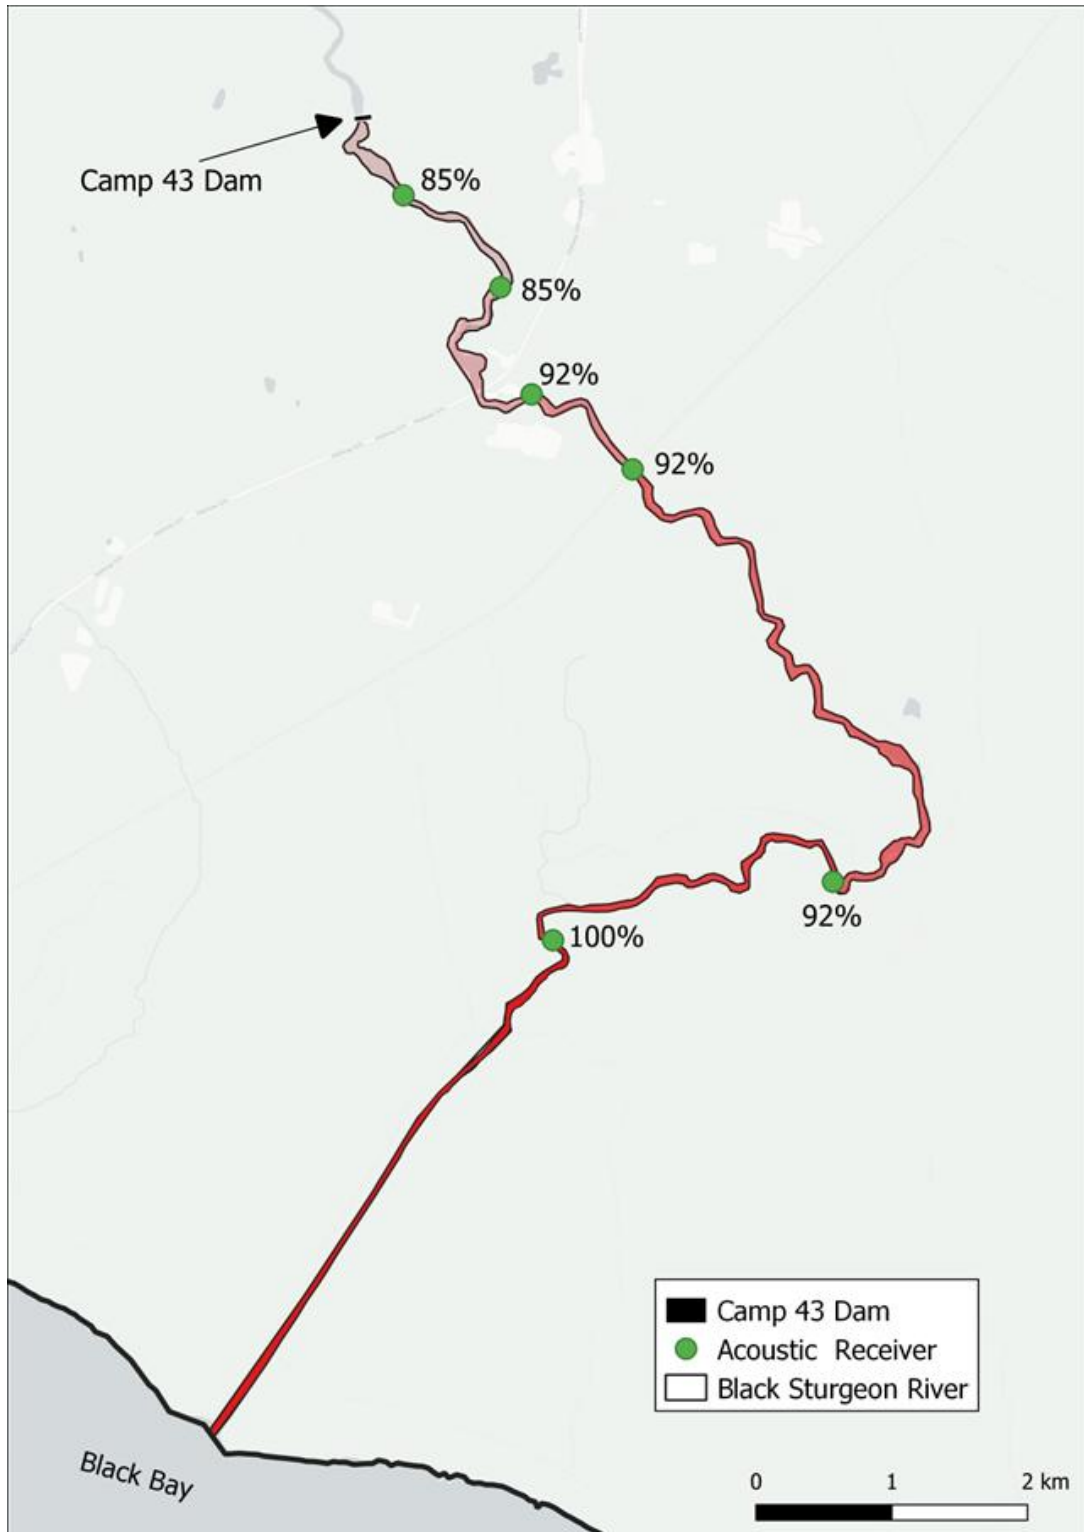 Camp 43 Dam
85%
85%
92%
92%
92%
100%
Camp 43 Dam
Acoustic Receiver
Black Sturgeon River
Black Bay
0 1 2 km